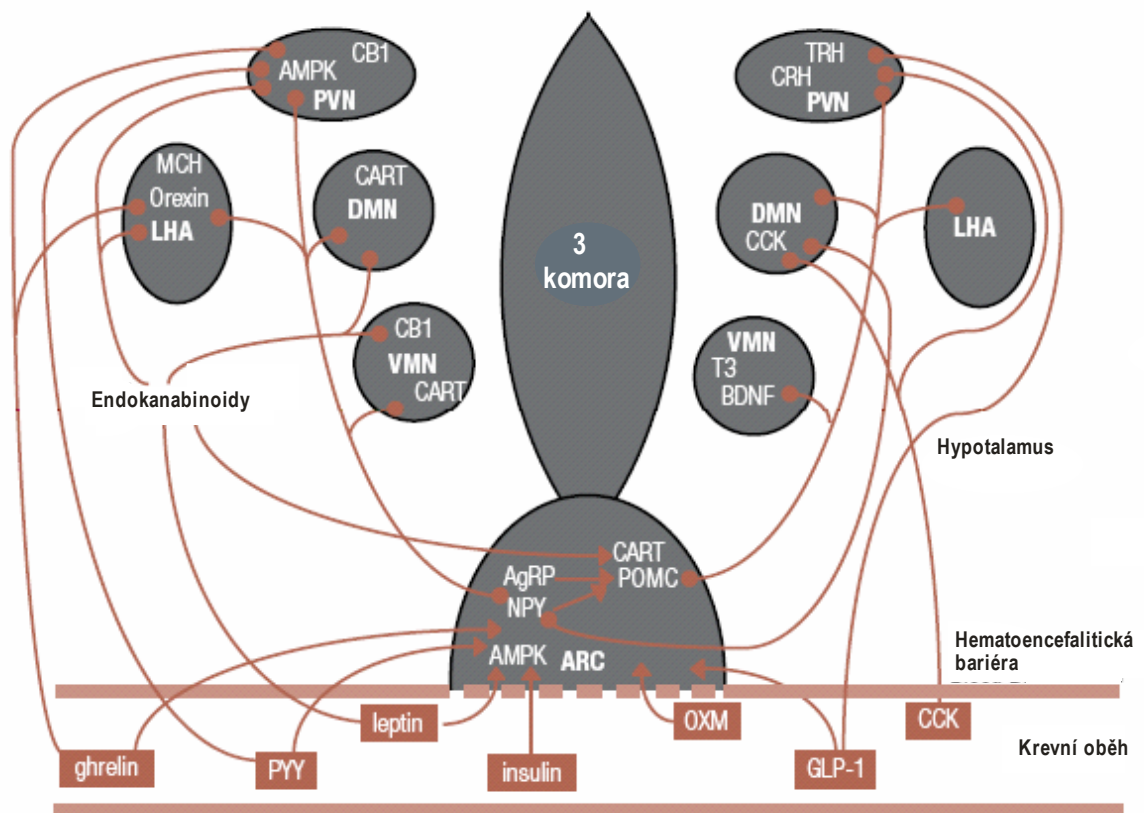 CB1
AMPK
PVN
TRH
CRH
PVN
MCH
Orexin
LHA
CART
DMN
3
komora
DMN
CCK
LHA
CB1
VMN
CART
VMN
T3
BDNF
Endokanabinoidy
Hypotalamus
CART
AgRP
POMC
NPY
AMPK
ARC
Hematoencefalitická
bariéra
leptin
OXM
CCK
ghrelin
PYY
insulin
GLP-1
Krevní oběh